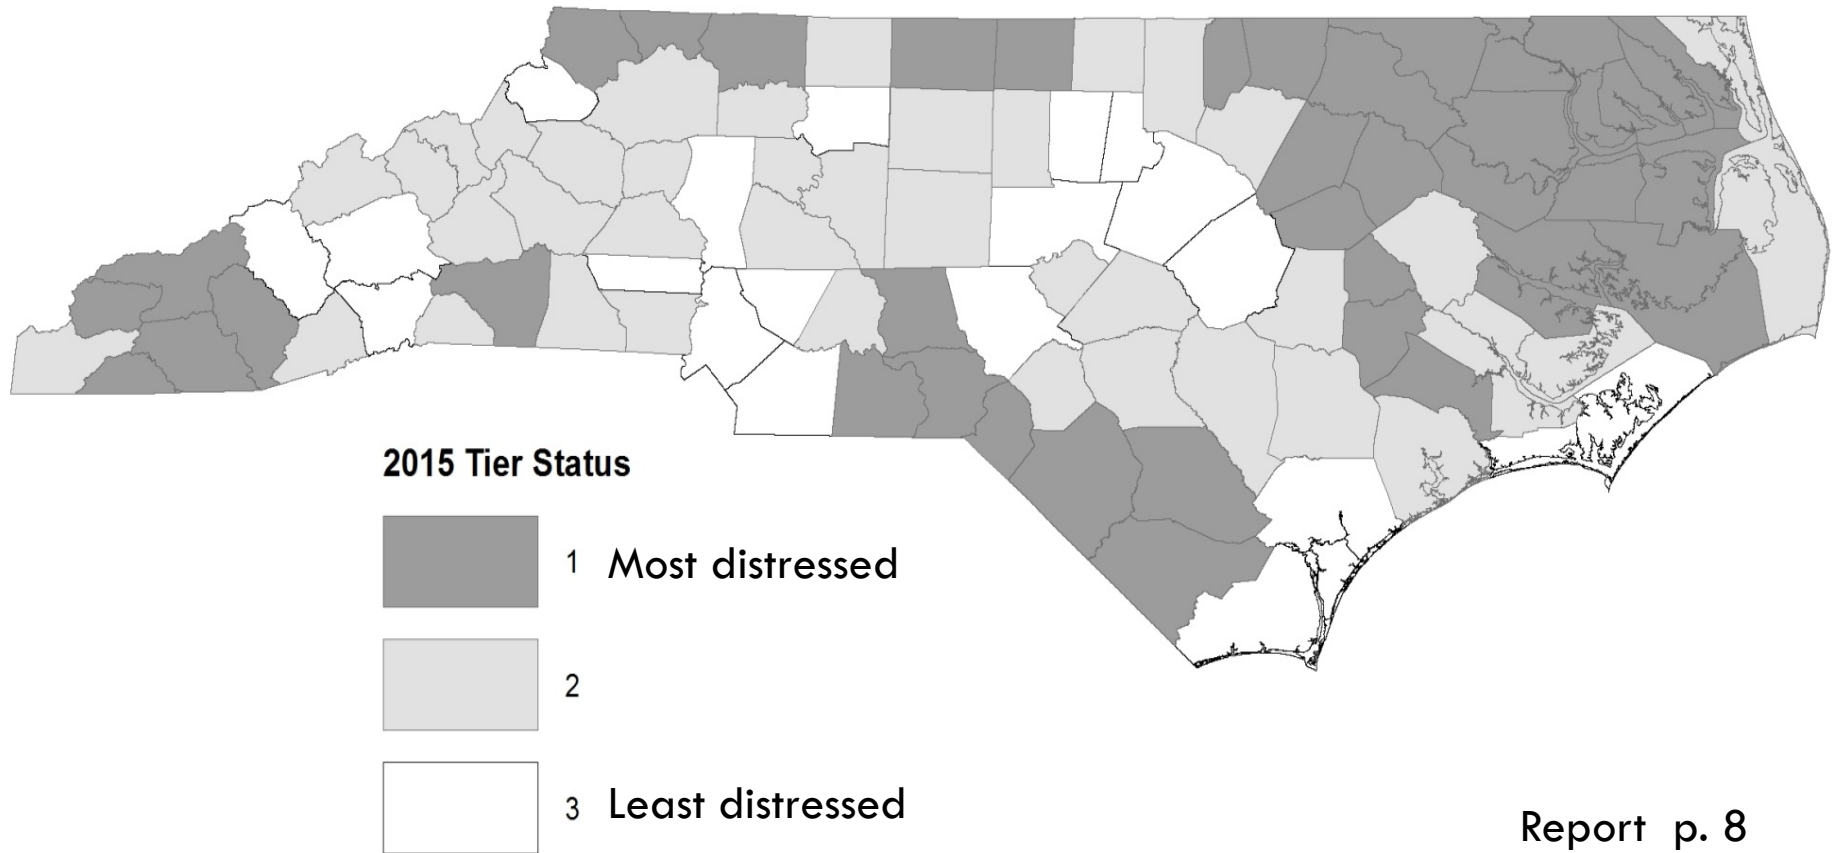 2015 Tier Status
1 Most distressed
2
3 Least distressed
Report p. 8